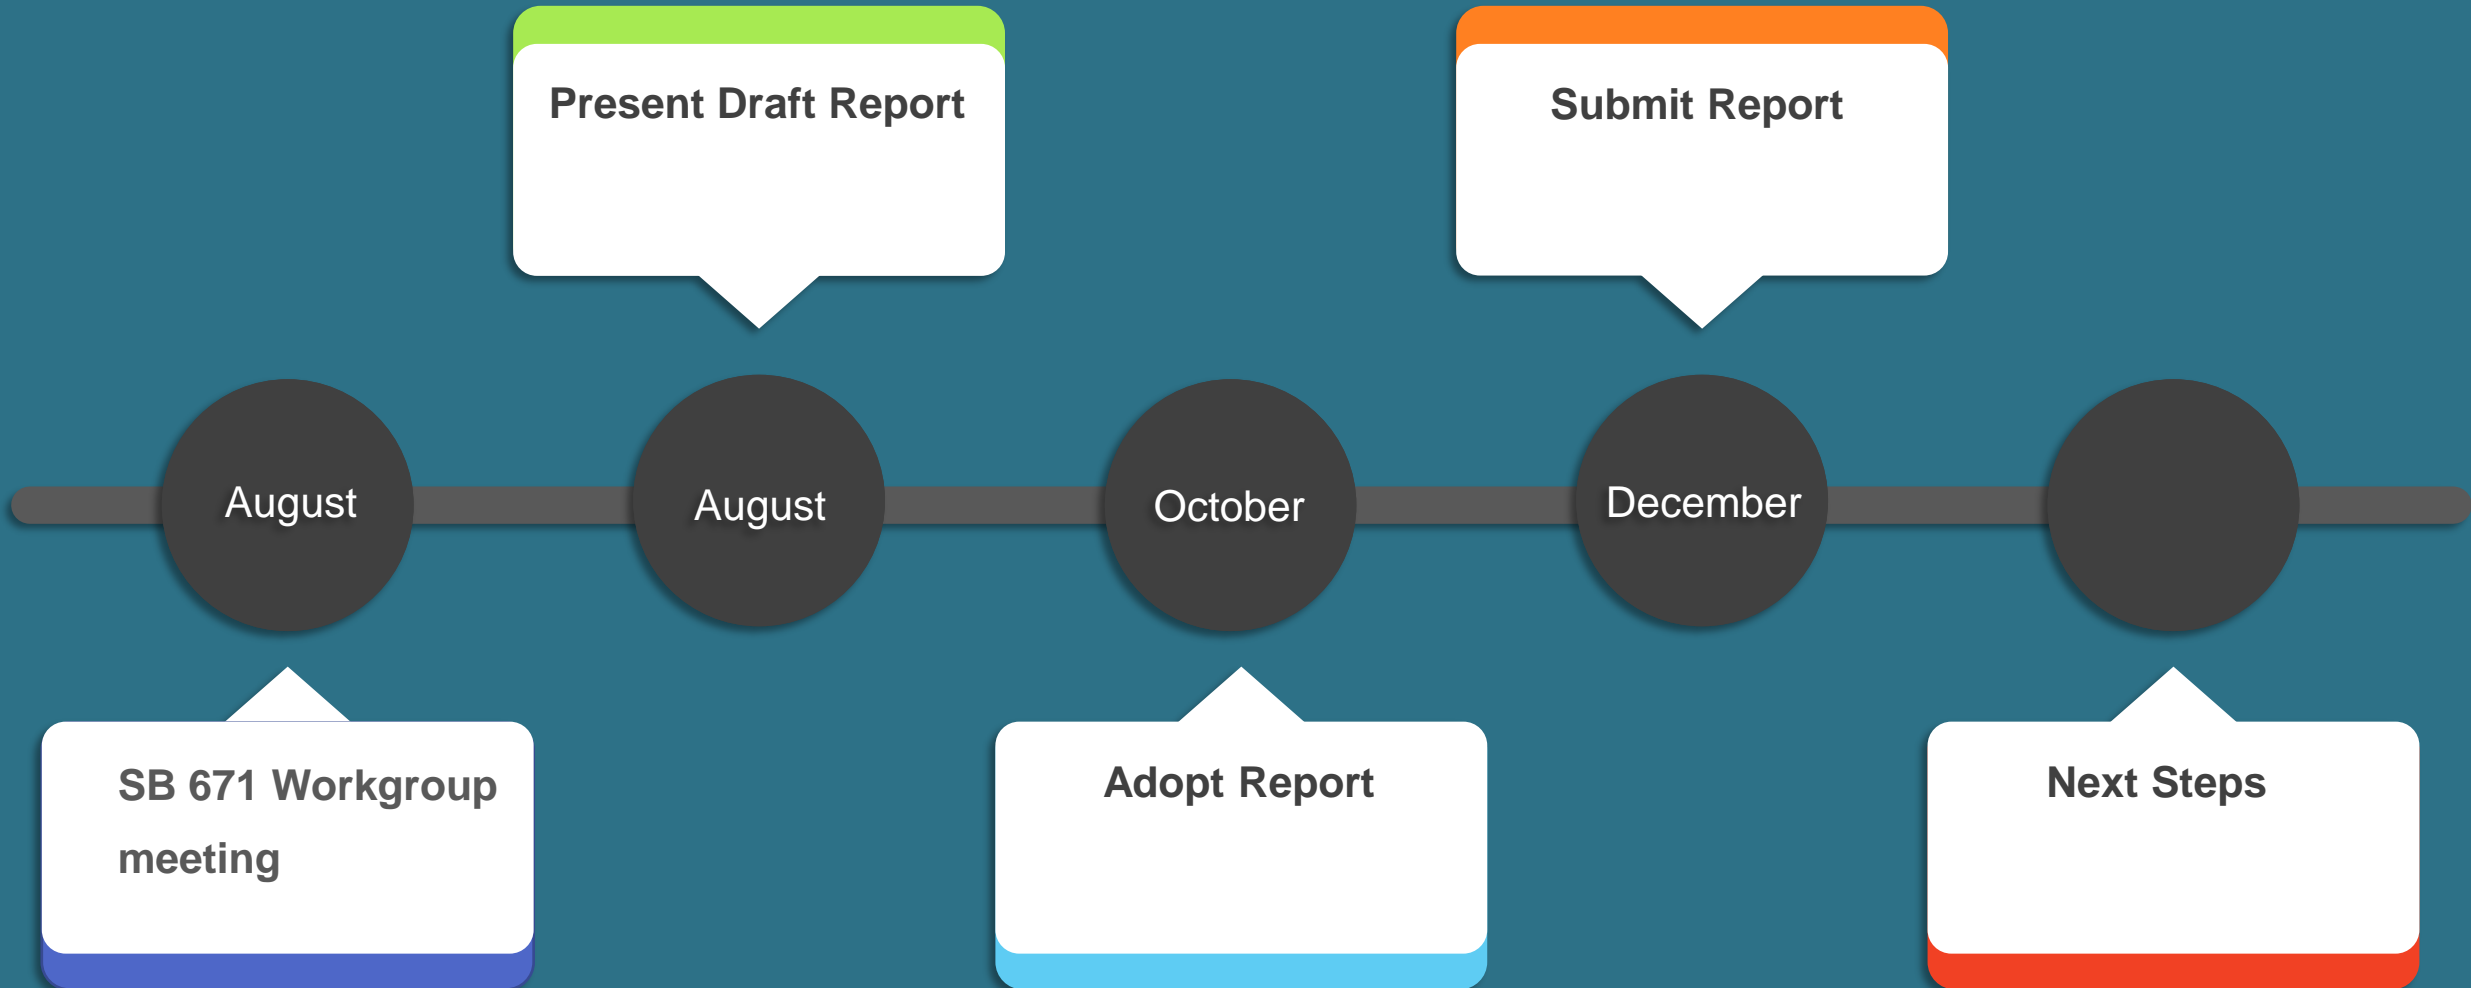 Present Draft Report
Submit Report
August
August
October
December
SB 671 Workgroup
meeting
Adopt Report
Next Steps